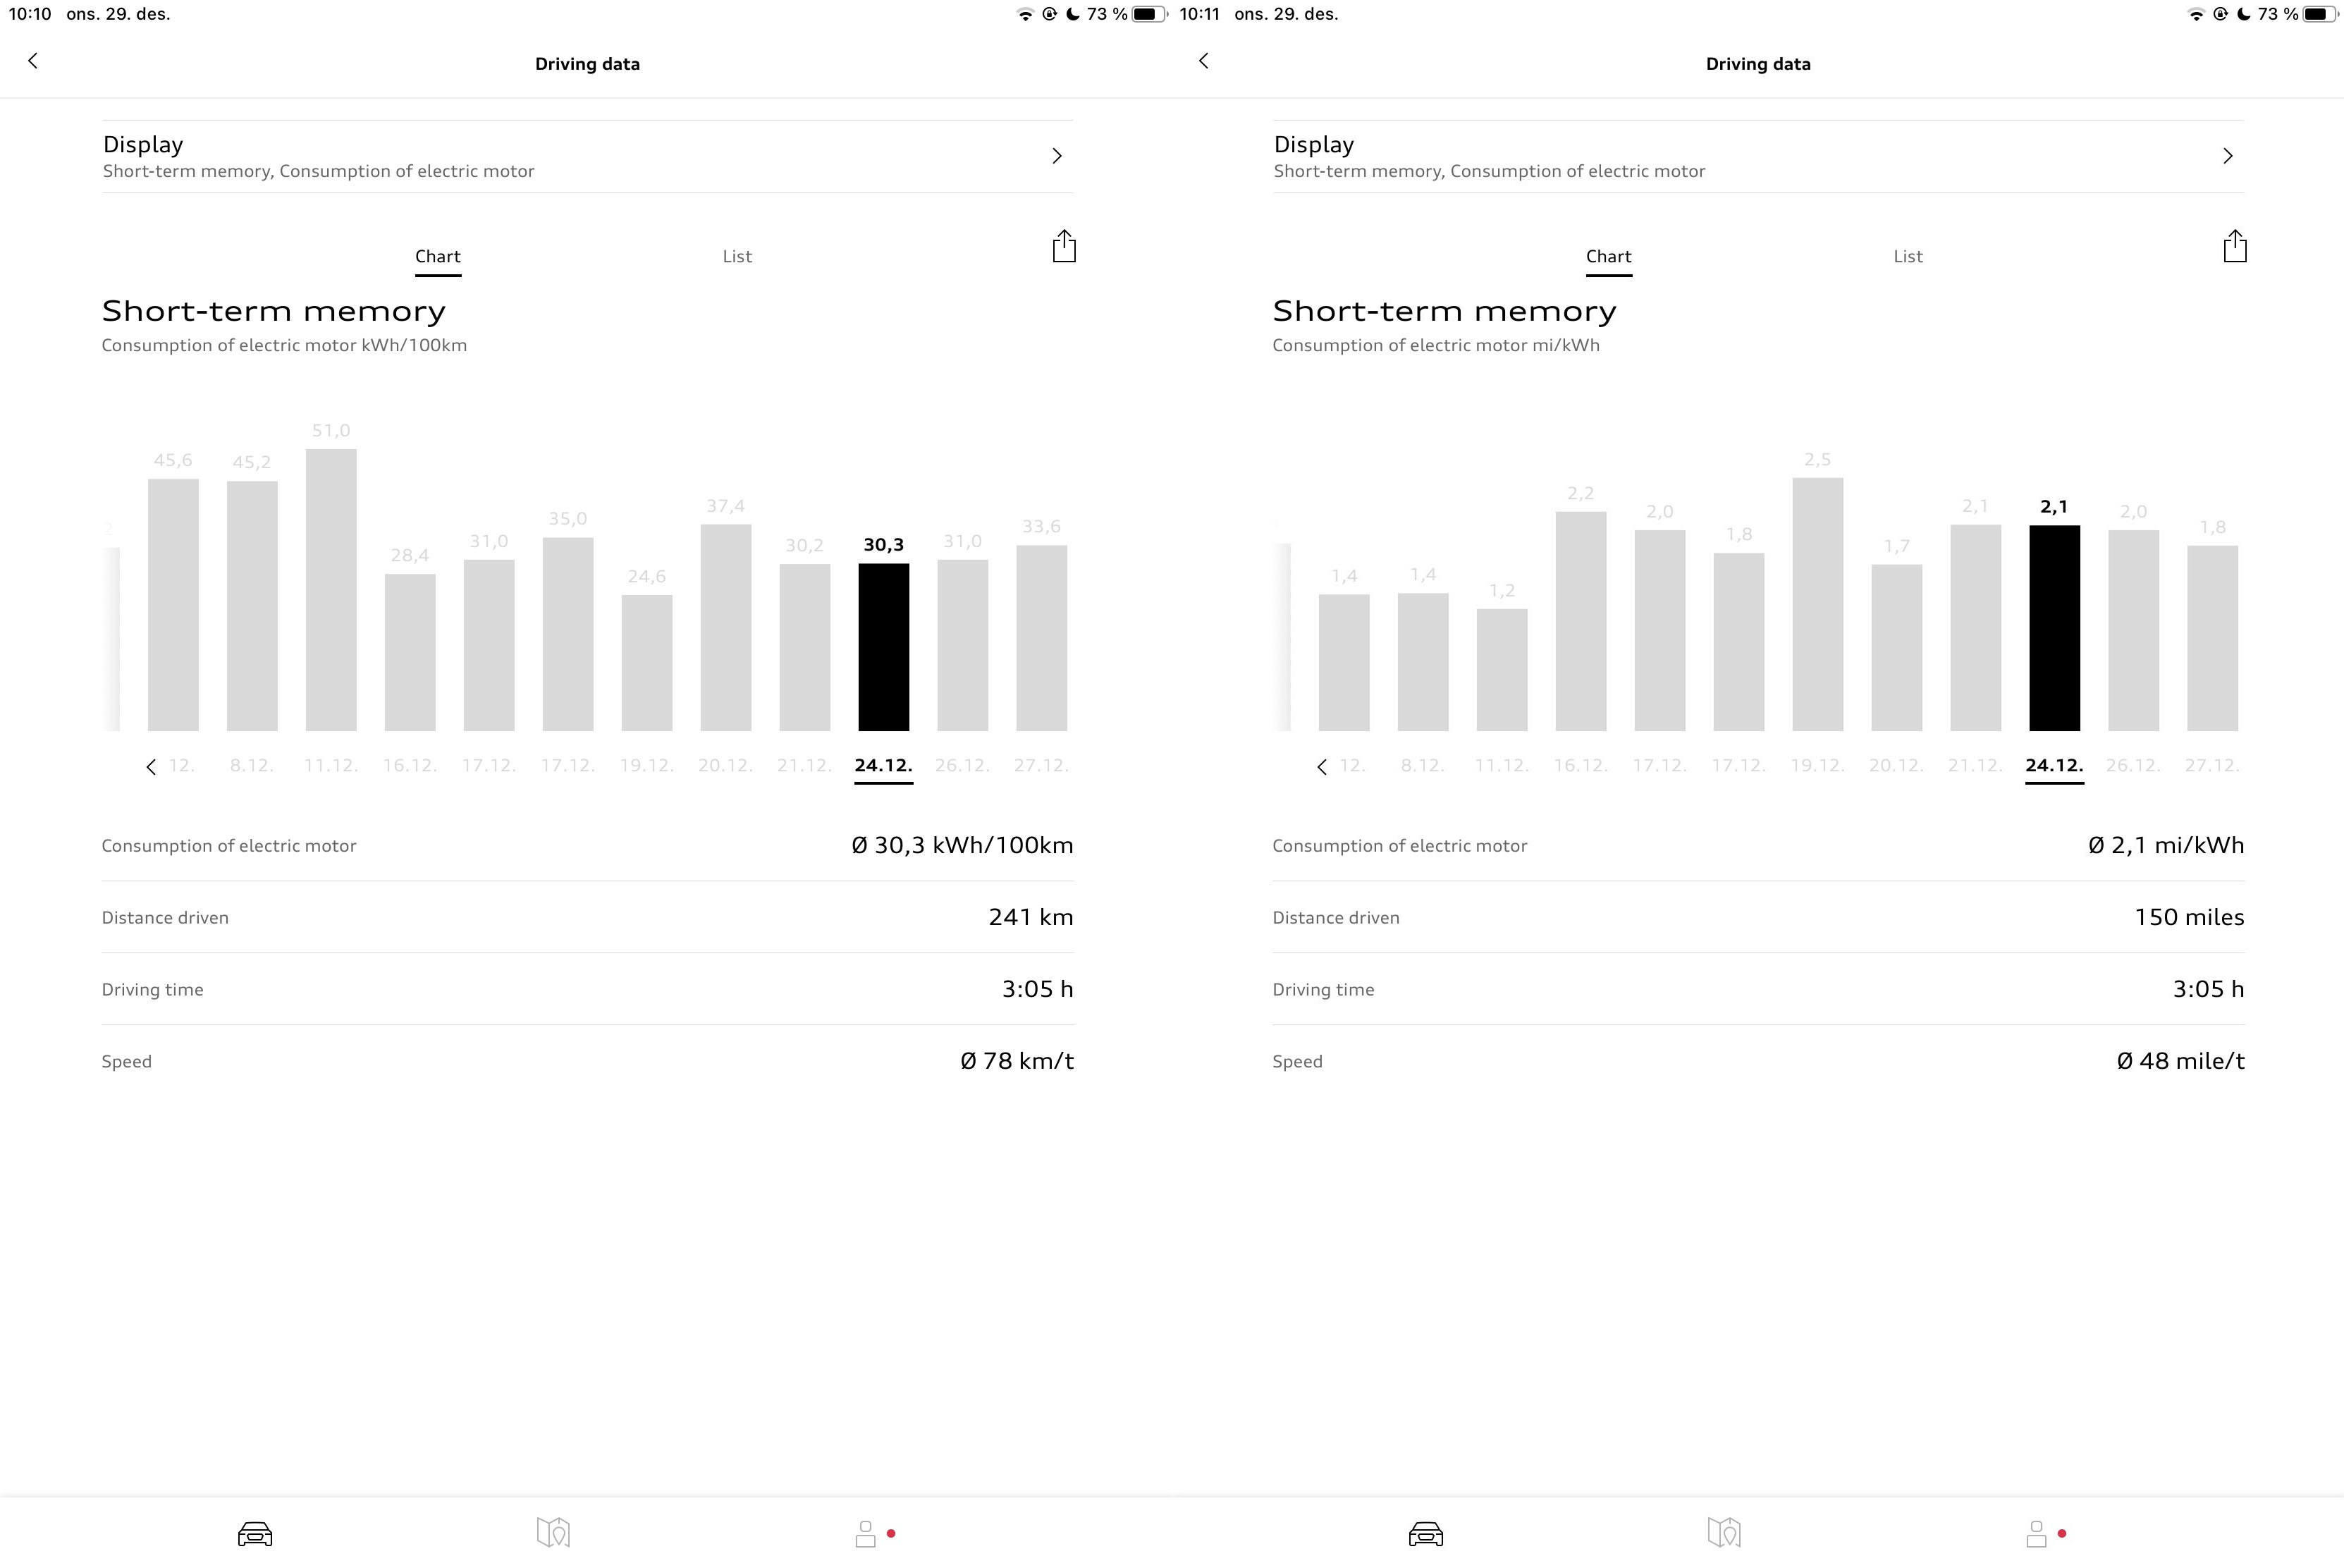 10:10 ons. 29. des. 73 %
Driving data
Display
Short-term memory, Consumption of electric motor
Chart List
Short-term memory
Consumption of electric motor kWh/100km
45,6 45,2 51,0 28,4 31,0 35,0 24,6 37,4 30,2 30,3 31,0 33,6
12. 8.12. 11.12. 16.12. 17.12. 17.12. 19.12. 20.12. 21.12. 24.12. 26.12. 27.12.
Consumption of electric motor Ø 30,3 kWh/100km
Distance driven 241 km
Driving time 3:05 h
Speed Ø 78 km/t
10:11 ons. 29. des. 73 %
Driving data
Display
Short-term memory, Consumption of electric motor
Chart List
Short-term memory
Consumption of electric motor mi/kWh
1,4 1,4 1,2 2,2 2,0 1,8 2,5 1,7 2,1 2,1 2,0 1,8
12. 8.12. 11.12. 16.12. 17.12. 17.12. 19.12. 20.12. 21.12. 24.12. 26.12. 27.12.
Consumption of electric motor Ø 2,1 mi/kWh
Distance driven 150 miles
Driving time 3:05 h
Speed Ø 48 mile/t